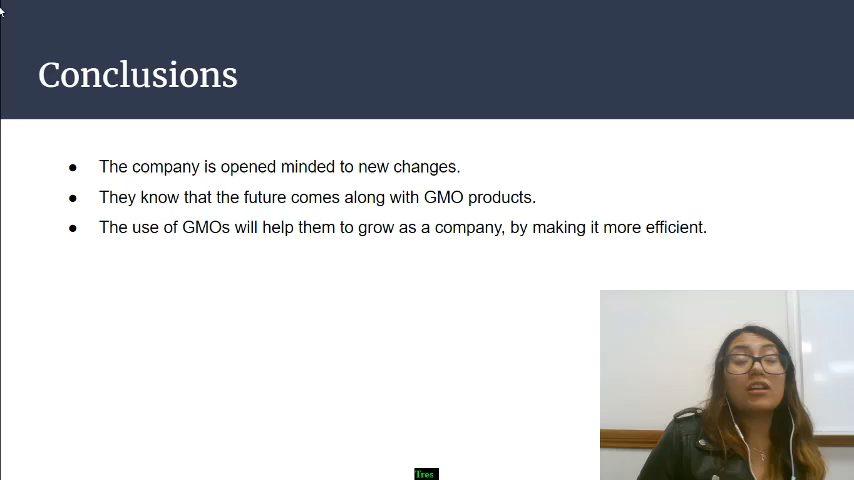 Conclusions
● The company is opened minded to new changes.
● They know that the future comes along with GMO products.
● The use of GMOs will help them to grow as a company, by making it more efficient.
Tres